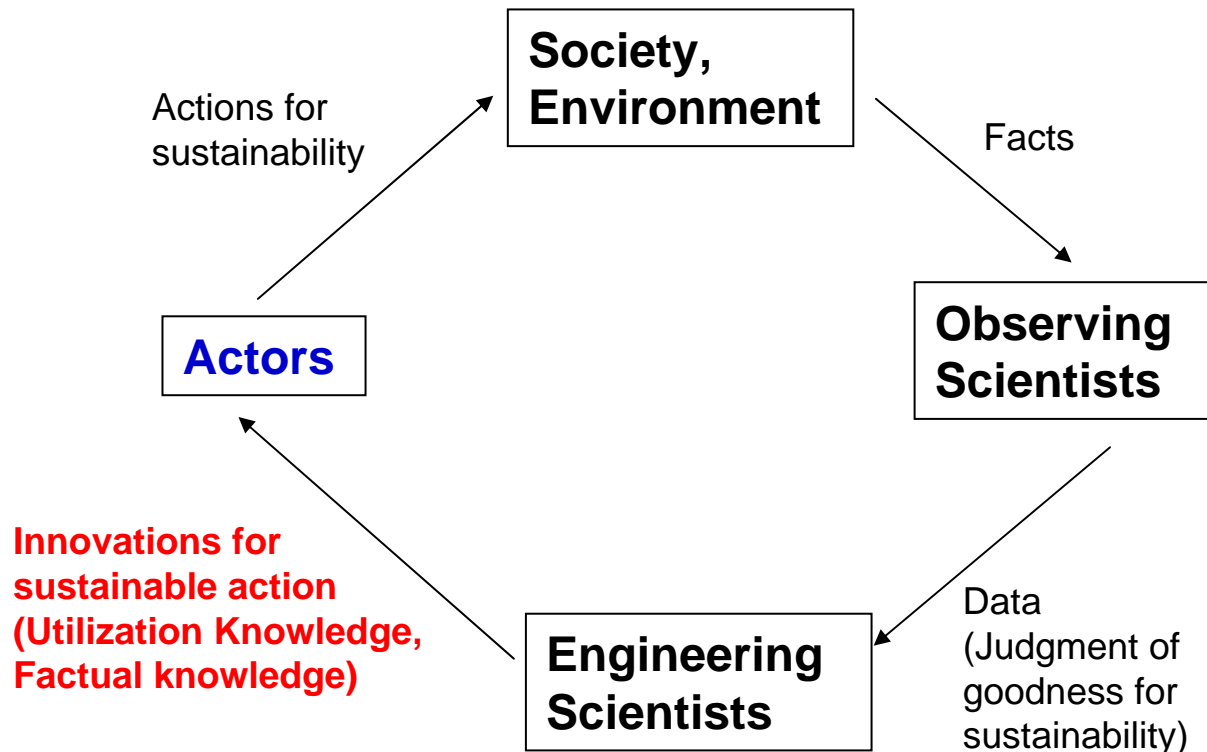 Society,
Environment
Actions for
sustainability
Facts
Observing
Scientists
Actors
Innovations for
sustainable action
(Utilization Knowledge,
Factual knowledge)
Engineering
Scientists
Data
(Judgment of
goodness for
sustainability)